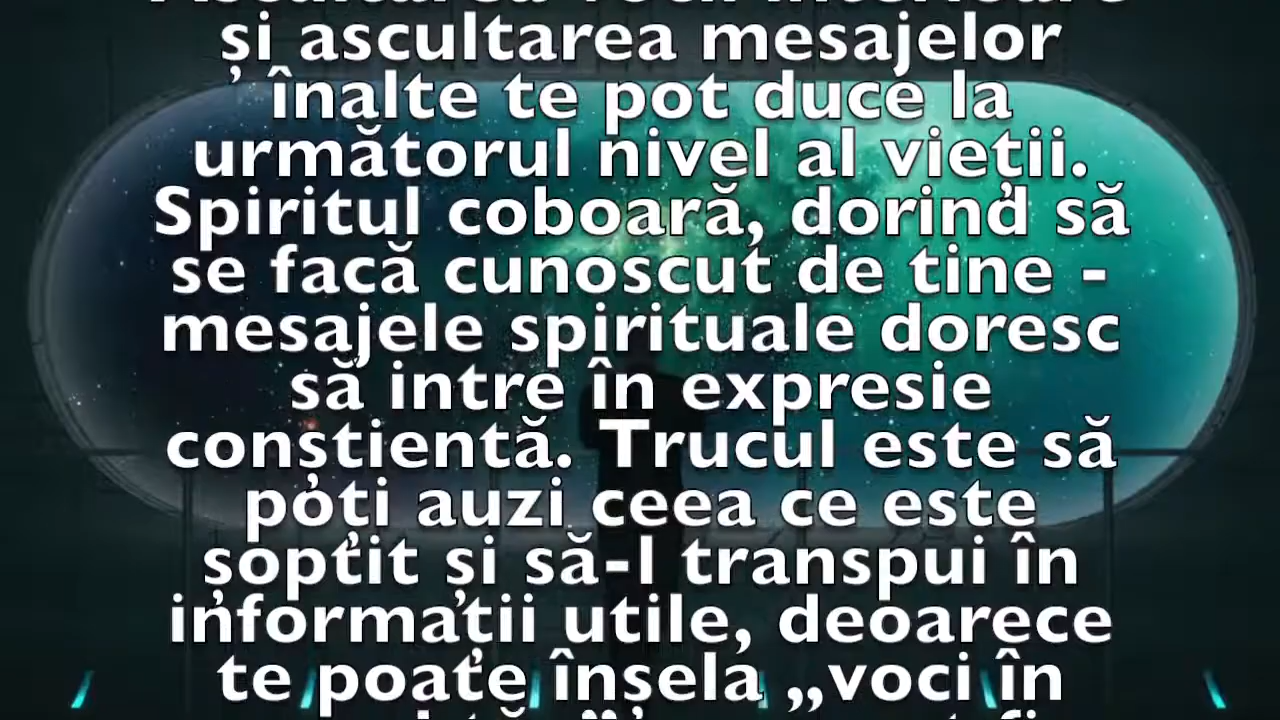 și ascultarea mesajelor
înalte te pot duce la
următorul nivel al vieții.
Spiritul coboară, dorind să
se facă cunoscut de tine -
mesajele spirituale doresc
să intre în expresie
conștientă. Trucul este să
poți auzi ceea ce este
șoptit și să-l transpui în
informații utile, deoarece
te poate înșela „voci în